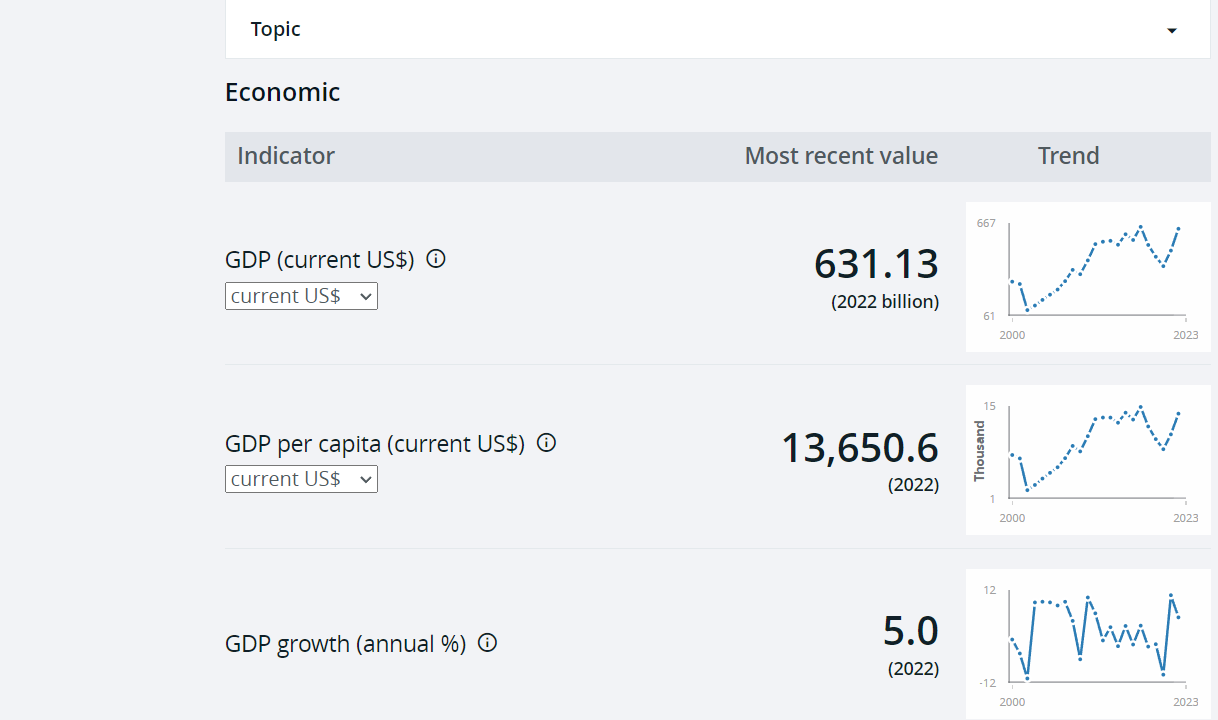 Topic
Economic
Indicator Most recent value Trend
GDP (current US$)
current US$
631.13
(2022 billion)
667
61
2000 2023
GDP per capita (current US$)
current US$
13,650.6
(2022)
Thousand
15
1
2000 2023
GDP growth (annual %)
5.0
(2022)
12
-12
2000 2023